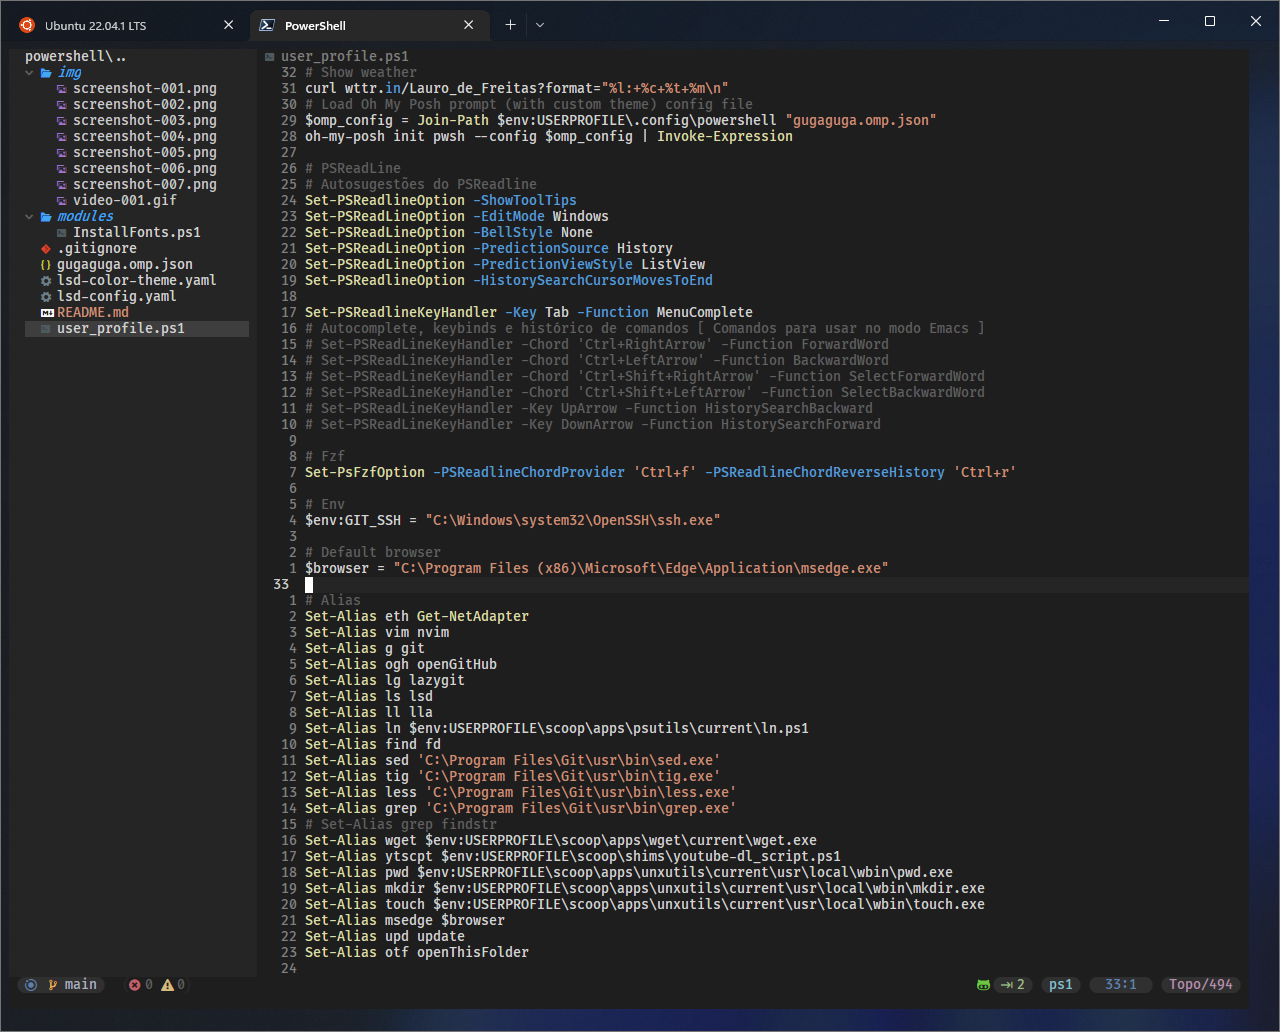 Ubuntu 22.04.1 LTS
PowerShell
powershell\..
img
screenshot-001.png
screenshot-002.png
screenshot-003.png
screenshot-004.png
screenshot-005.png
screenshot-006.png
screenshot-007.png
video-001.gif
modules
InstallFonts.ps1
.gitignore
gugaguga.omp.json
lsd-color-theme.yaml
lsd-config.yaml
README.md
user_profile.ps1
user_profile.ps1
32 # Show weather
31 curl wttr.in/Lauro_de_Freitas?format="%l:+%c+%t+%m\n"
30 # Load Oh My Posh prompt (with custom theme) config file
29 $omp_config = Join-Path $env:USERPROFILE\.config\powershell "gugaguga.omp.json"
28 oh-my-posh init pwsh --config $omp_config | Invoke-Expression
27
26 # PSReadLine
25 # Autosugestões do PSReadline
24 Set-PSReadlineOption -ShowToolTips
23 Set-PSReadLineOption -EditMode Windows
22 Set-PSReadLineOption -BellStyle None
21 Set-PSReadLineOption -PredictionSource History
20 Set-PSReadLineOption -PredictionViewStyle ListView
19 Set-PSReadlineOption -HistorySearchCursorMovesToEnd
18
17 Set-PSReadlineKeyHandler -Key Tab -Function MenuComplete
16 # Autocomplete, keybinds e histórico de comandos [ Comandos para usar no modo Emacs ]
15 # Set-PSReadLineKeyHandler -Chord 'Ctrl+RightArrow' -Function ForwardWord
14 # Set-PSReadLineKeyHandler -Chord 'Ctrl+LeftArrow' -Function BackwardWord
13 # Set-PSReadLineKeyHandler -Chord 'Ctrl+Shift+RightArrow' -Function SelectForwardWord
12 # Set-PSReadLineKeyHandler -Chord 'Ctrl+Shift+LeftArrow' -Function SelectBackwardWord
11 # Set-PSReadLineKeyHandler -Key UpArrow -Function HistorySearchBackward
10 # Set-PSReadLineKeyHandler -Key DownArrow -Function HistorySearchForward
9
8 # Fzf
7 Set-PsFzfOption -PSReadlineChordProvider 'Ctrl+f' -PSReadlineChordReverseHistory 'Ctrl+r'
6
5 # Env
4 $env:GIT_SSH = "C:\Windows\system32\OpenSSH\ssh.exe"
3
2 # Default browser
1 $browser = "C:\Program Files (x86)\Microsoft\Edge\Application\msedge.exe"
33
1 # Alias
2 Set-Alias eth Get-NetAdapter
3 Set-Alias vim nvim
4 Set-Alias g git
5 Set-Alias ogh openGitHub
6 Set-Alias lg lazygit
7 Set-Alias ls lsd
8 Set-Alias ll lla
9 Set-Alias ln $env:USERPROFILE\scoop\apps\psutils\current\ln.ps1
10 Set-Alias find fd
11 Set-Alias sed 'C:\Program Files\Git\usr\bin\sed.exe'
12 Set-Alias tig 'C:\Program Files\Git\usr\bin\tig.exe'
13 Set-Alias less 'C:\Program Files\Git\usr\bin\less.exe'
14 Set-Alias grep 'C:\Program Files\Git\usr\bin\grep.exe'
15 # Set-Alias grep findstr
16 Set-Alias wget $env:USERPROFILE\scoop\apps\wget\current\wget.exe
17 Set-Alias ytscpt $env:USERPROFILE\scoop\shims\youtube-dl_script.ps1
18 Set-Alias pwd $env:USERPROFILE\scoop\apps\unxutils\current\usr\local\wbin\pwd.exe
19 Set-Alias mkdir $env:USERPROFILE\scoop\apps\unxutils\current\usr\local\wbin\mkdir.exe
20 Set-Alias touch $env:USERPROFILE\scoop\apps\unxutils\current\usr\local\wbin\touch.exe
21 Set-Alias msedge $browser
22 Set-Alias upd update
23 Set-Alias otf openThisFolder
24
main 0 0 2 ps1 33:1 Topo/494